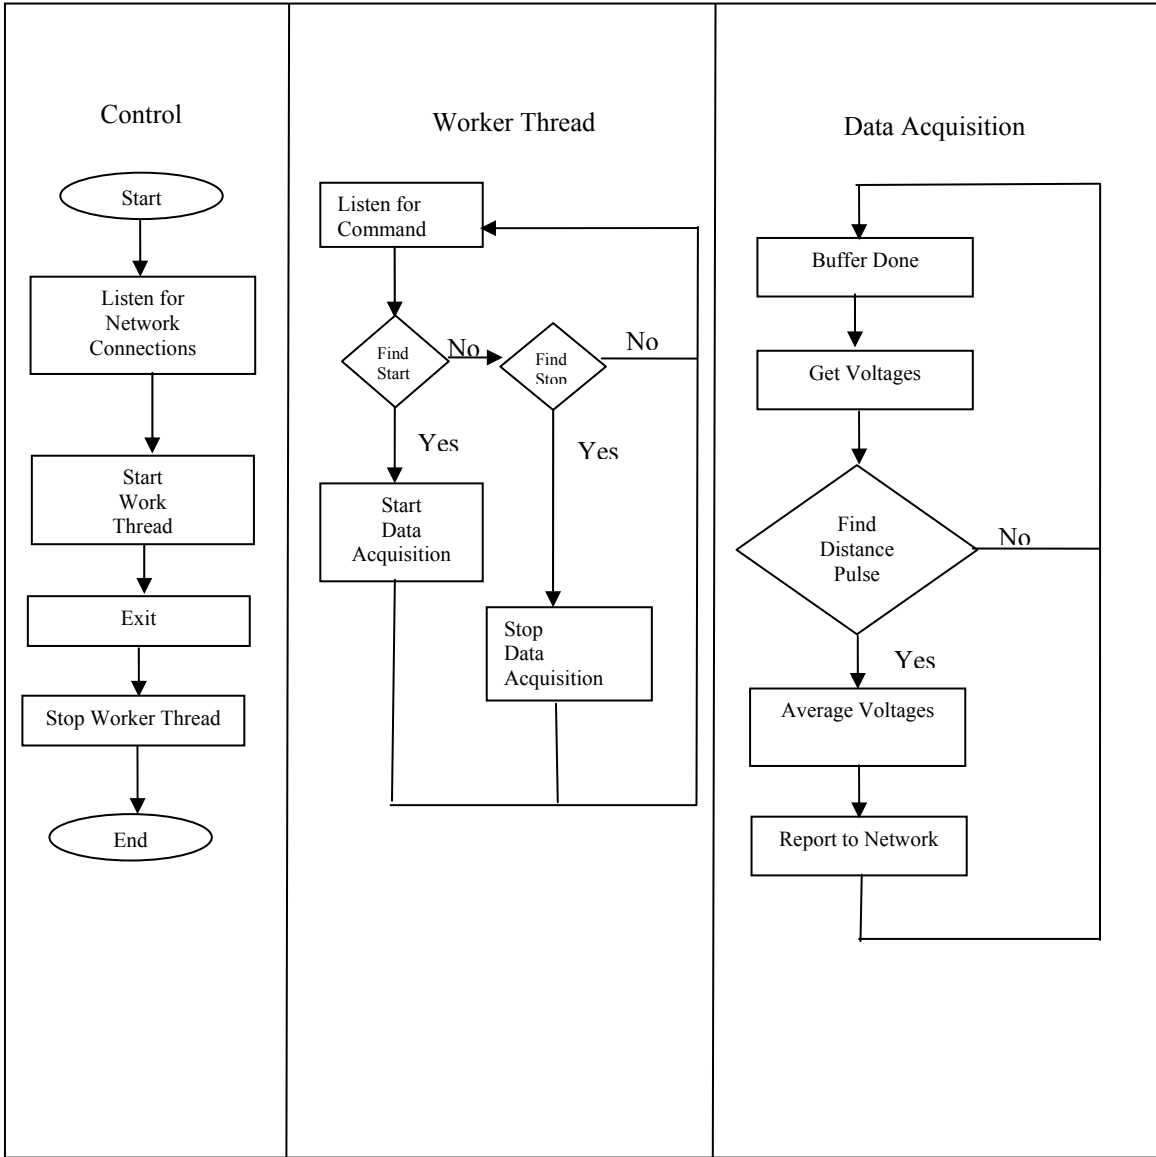 Control
Start
Listen for
Network
Connections
Start
Work
Thread
Exit
Stop Worker Thread
End
Worker Thread
Listen for
Command
Find
Start
No
Find
Stop
No
Yes
Yes
Start
Data
Acquisition
Stop
Data
Acquisition
Data Acquisition
Buffer Done
Get Voltages
Find
Distance
Pulse
No
Yes
Average Voltages
Report to Network